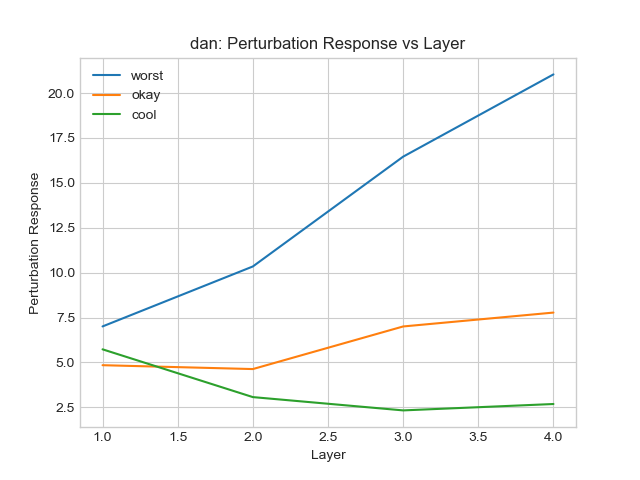 dan: Perturbation Response vs Layer
worst
okay
cool
20.0
17.5
15.0
12.5
10.0
7.5
5.0
2.5
Perturbation Response
1.0 1.5 2.0 2.5 3.0 3.5 4.0
Layer